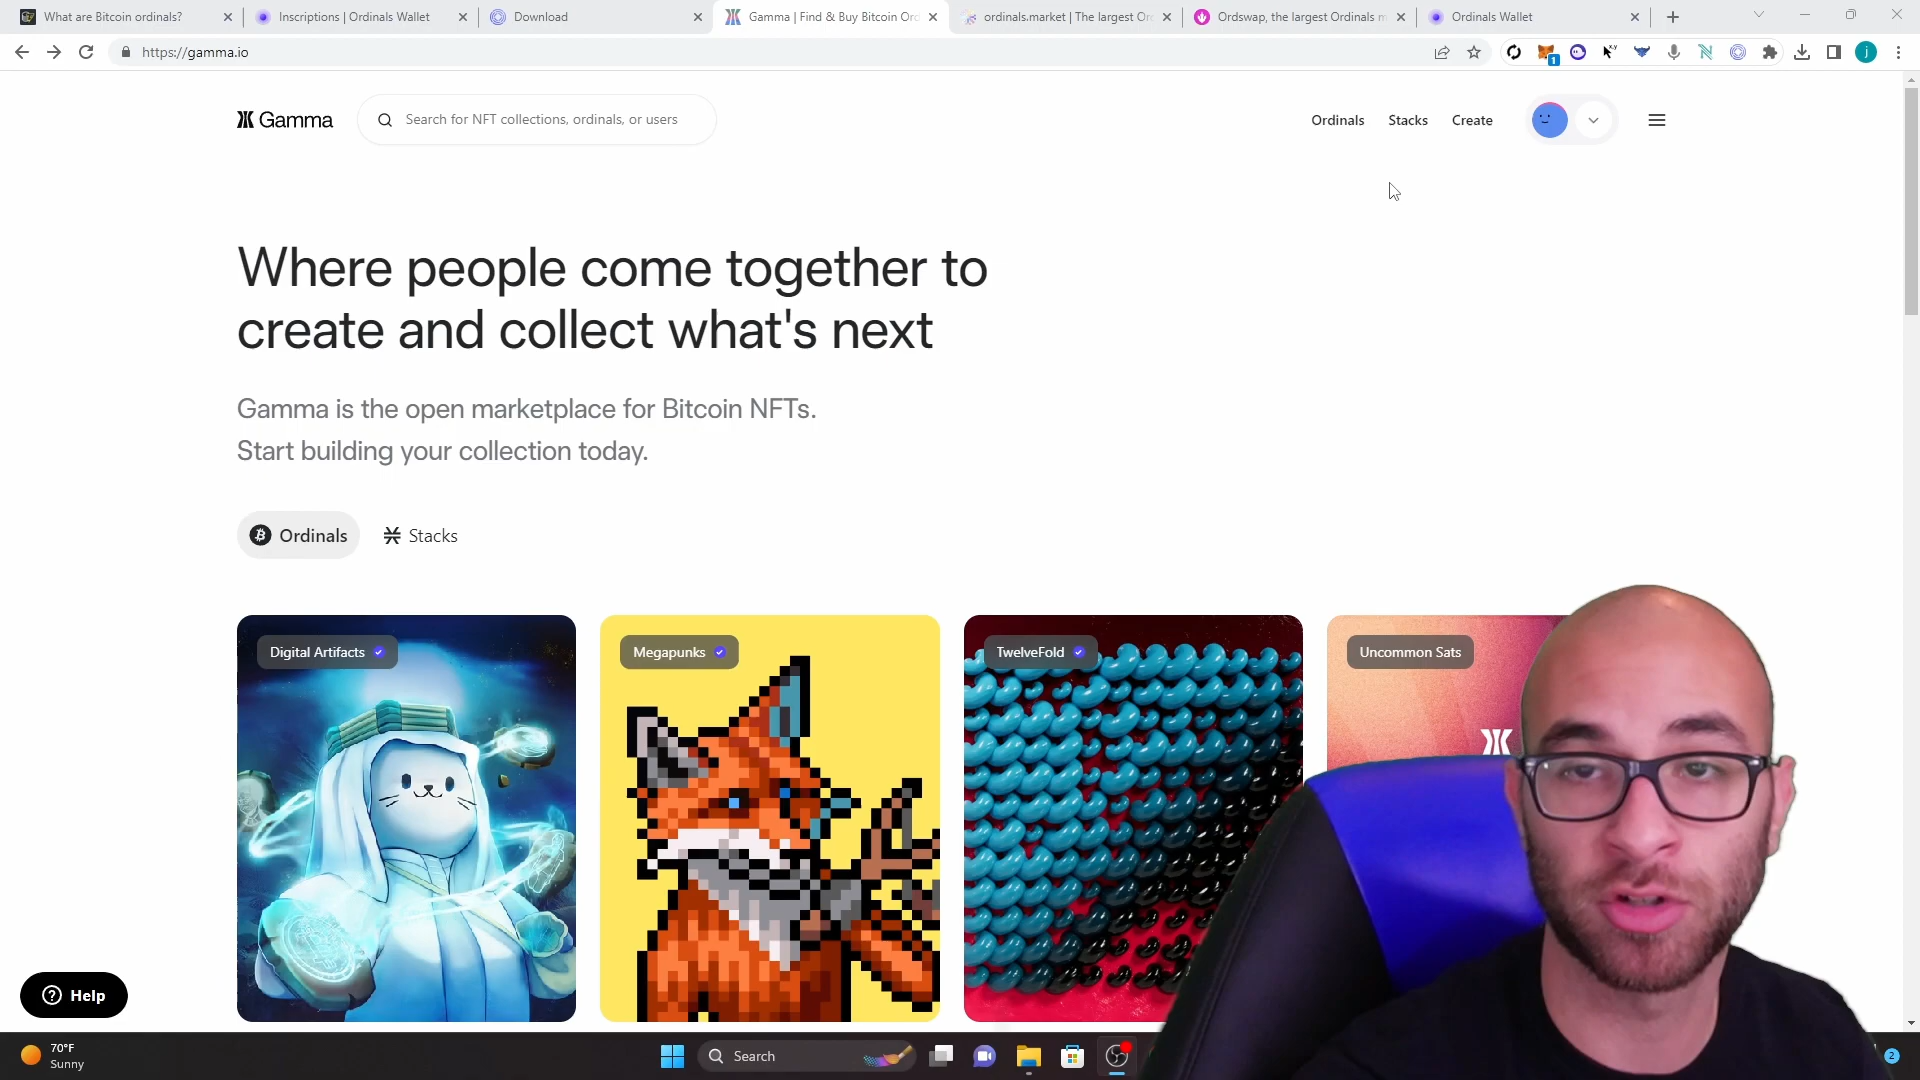 What are Bitcoin ordinals?
Inscriptions | Ordinals Wallet
Download
Gamma | Find & Buy Bitcoin Ord
ordinals.market | The largest Or
Ordswap, the largest Ordinals m
Ordinals Wallet
https://gamma.io
1
j
Gamma
Search for NFT collections, ordinals, or users
Ordinals
Stacks
Create
Where people come together to
create and collect what's next
Gamma is the open marketplace for Bitcoin NFTs.
Start building your collection today.
Ordinals
Stacks
Digital Artifacts
Megapunks
TwelveFold
Uncommon Sats
Help
70°F
Sunny
Search
2